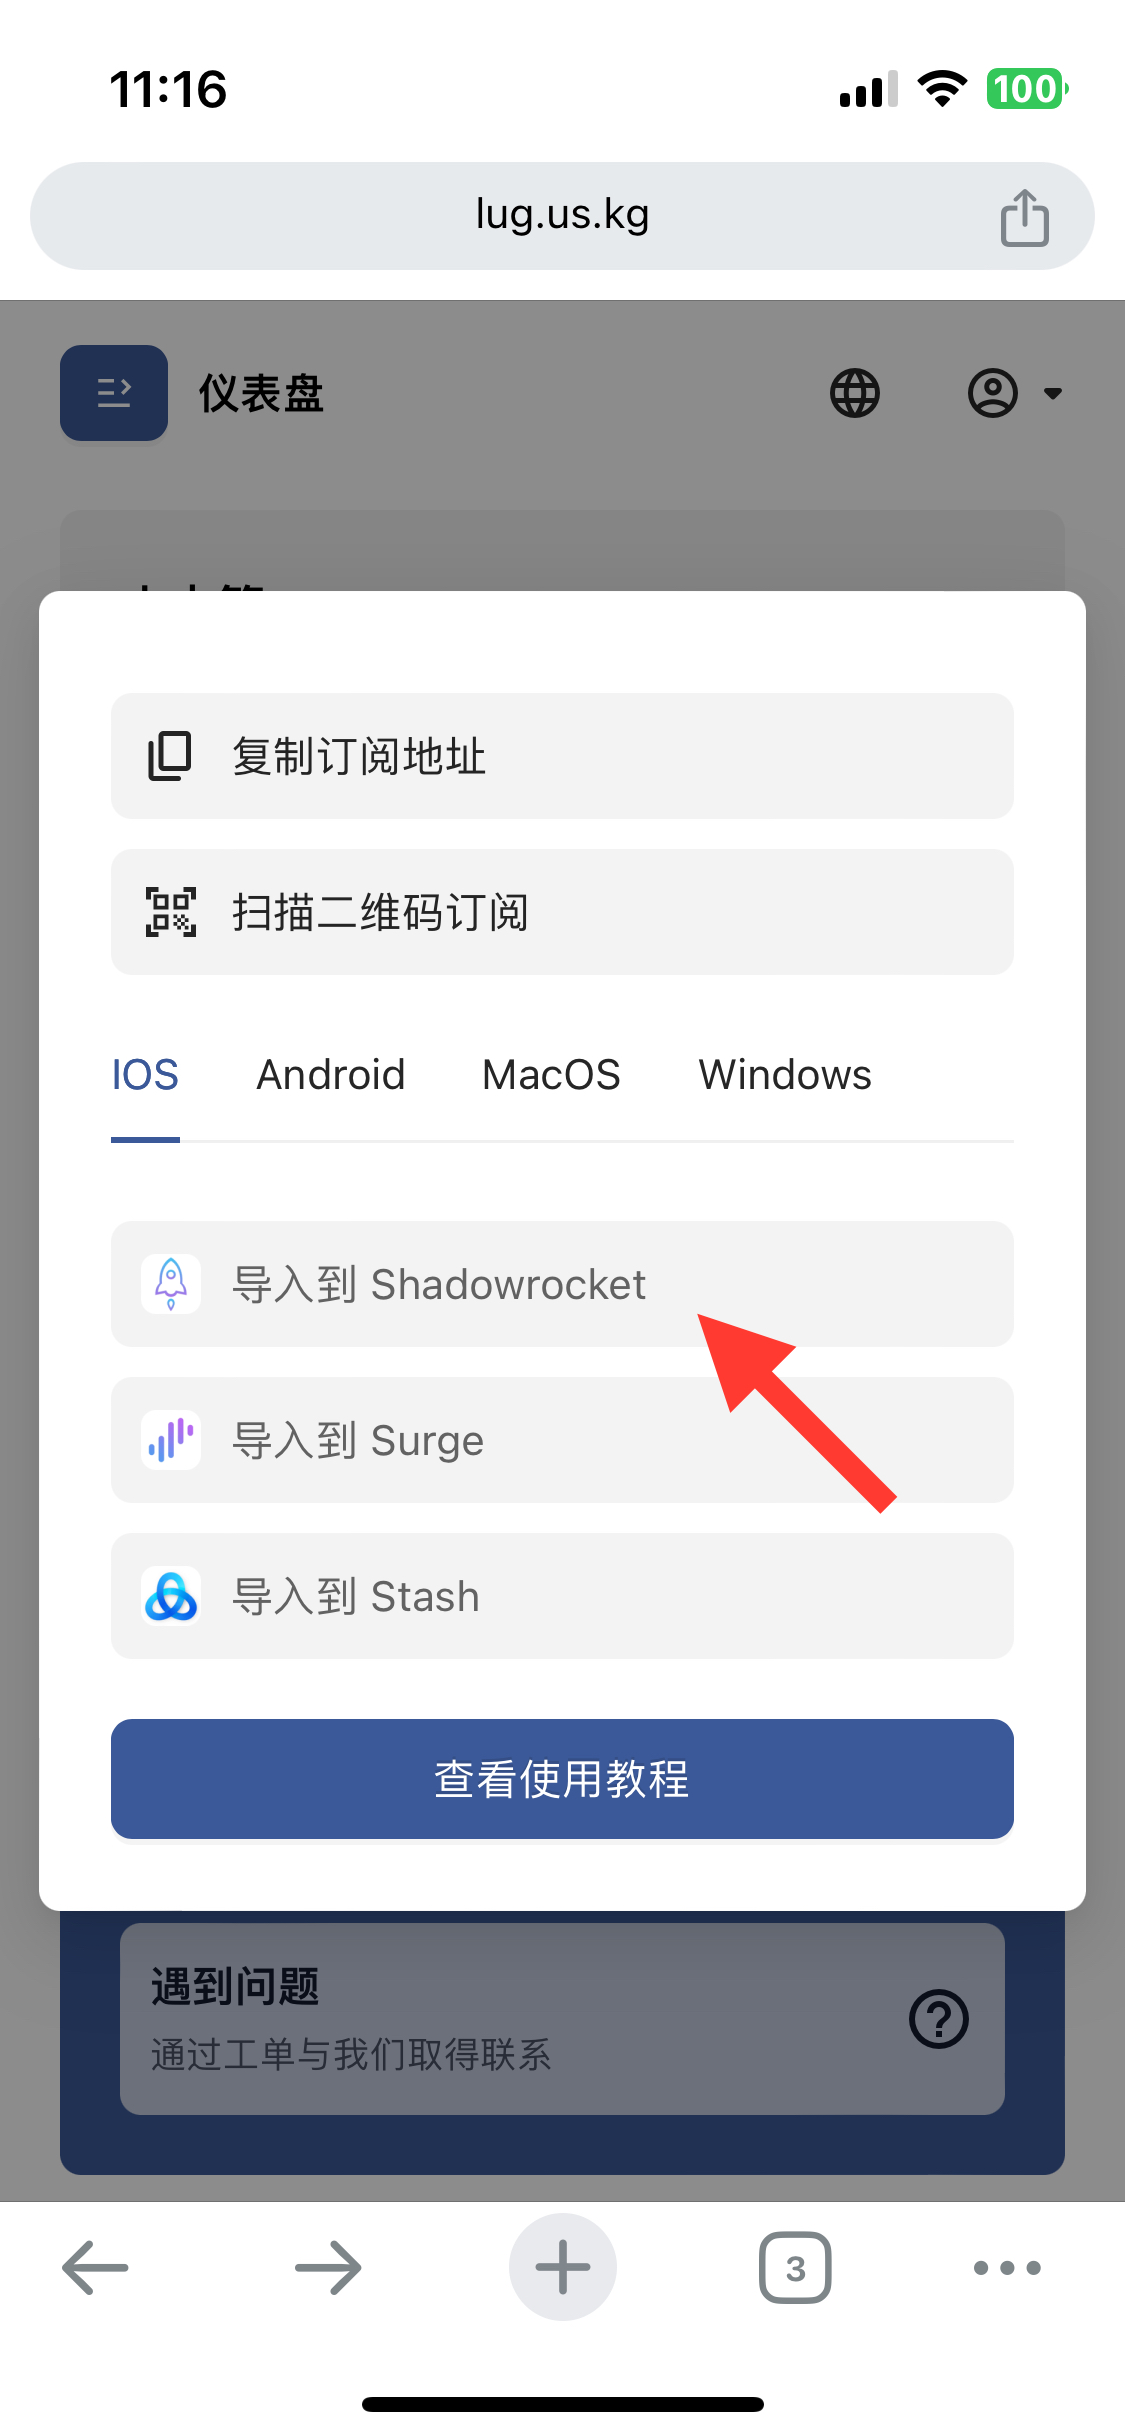 11:16
100
lug.us.kg
仪表盘
复制订阅地址
扫描二维码订阅
IOS Android MacOS Windows
导入到 Shadowrocket
导入到 Surge
导入到 Stash
查看使用教程
遇到问题
通过工单与我们取得联系
3